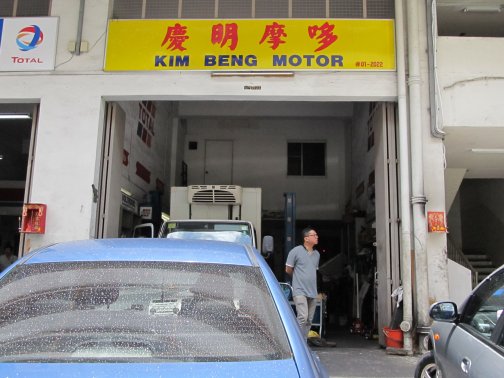 TOTAL
慶明摩哆
KIM BENG MOTOR
#01-2022